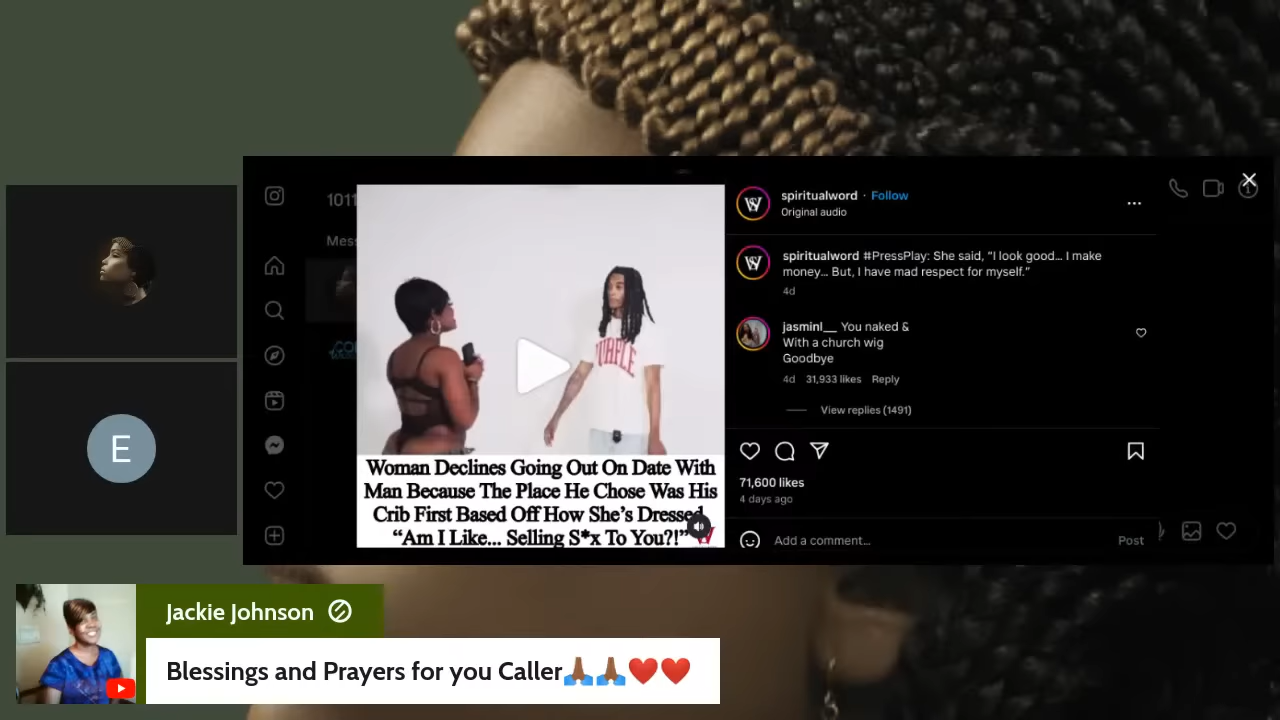 E
1011
Mess
Woman Declines Going Out On Date With
Man Because The Place He Chose Was His
Crib First Based Off How She's Dressed
“Am I Like... Selling S*x To You?!”
PURPLE
spiritualword · Follow
Original audio
spiritualword #PressPlay: She said, “I look good… I make
money… But, I have mad respect for myself.”
4d
jasminl__ You naked &
With a church wig
Goodbye
4d 31,933 likes Reply
View replies (1491)
71,600 likes
4 days ago
Add a comment… Post
Jackie Johnson
Blessings and Prayers for you Caller🙏🏾🙏🏾❤️❤️